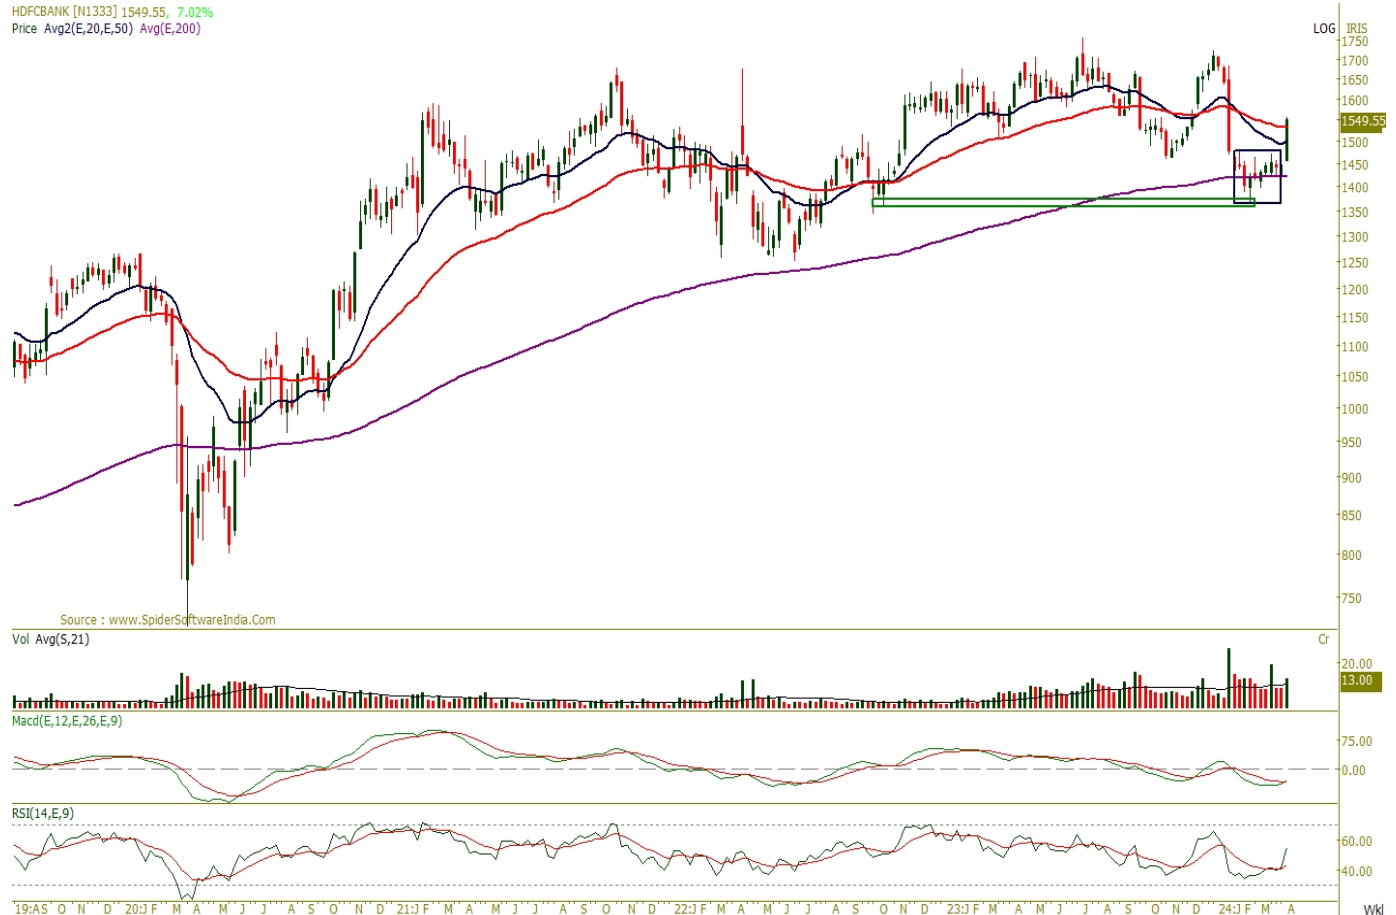 HDFCBANK [N1333] 1549.55, 7.02%
Price Avg2(E,20,E,50) Avg(E,200)
LOG IRIS
1750
1700
1650
1600
1549.55
1500
1450
1400
1350
1300
1250
1200
1150
1100
1050
1000
950
900
850
800
750
Source : www.SpiderSoftwareIndia.Com
Vol Avg(S,21)
Cr
20.00
13.00
Macd(E,12,E,26,E,9)
75.00
0.00
RSI(14,E,9)
60.00
40.00
19:AS O N D 20:J F M A M J J A S O N D 21:J F M A M J J A S O N D 22:J F M A M J J A S O N D 23:J F M A M J J A S O N D 24:J F M A
Wkl